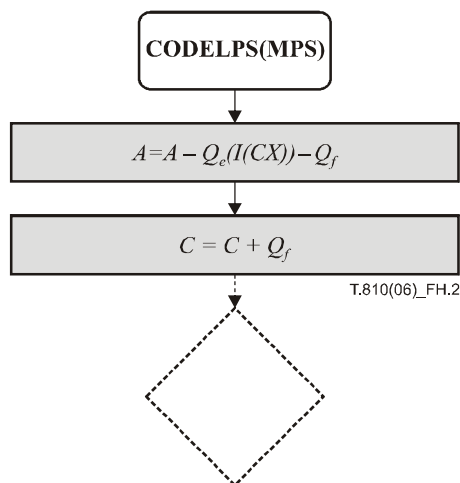 CODELPS(MPS)
A=A – Qe(I(CX)) – Qf
C = C + Qf
T.810(06)_FH.2